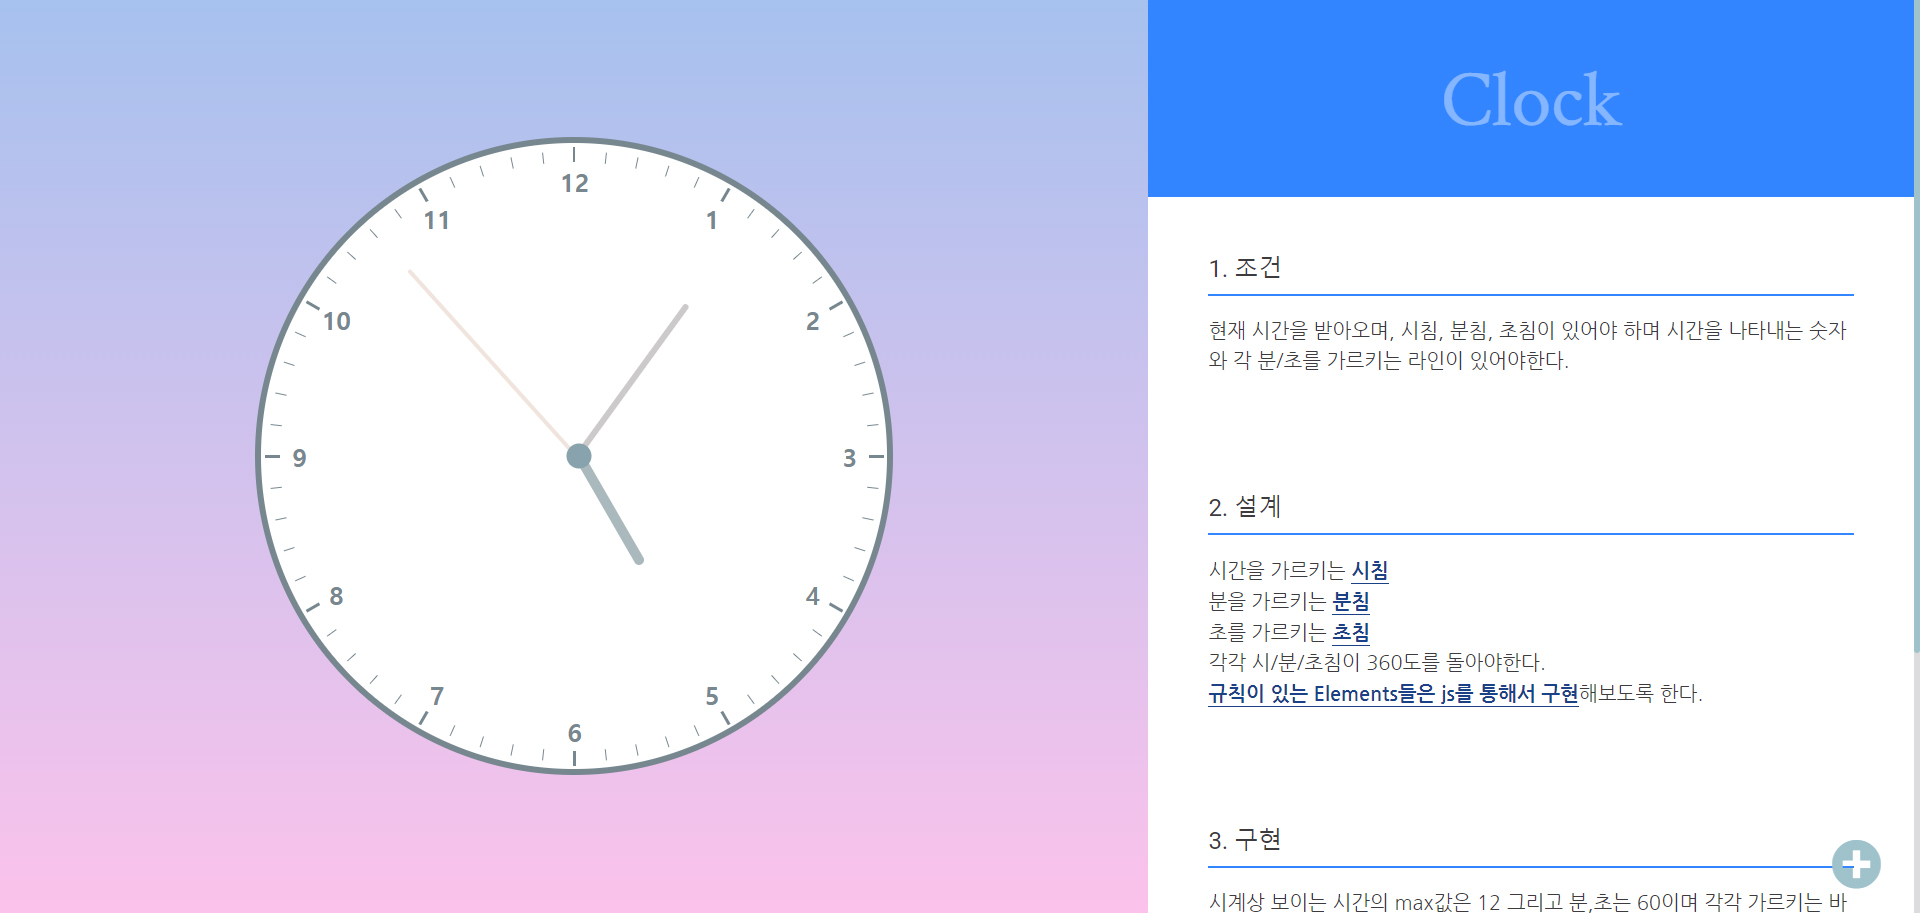 12
11
1
10
2
9
3
8
4
7
5
6
Clock
1. 조건
현재 시간을 받아오며, 시침, 분침, 초침이 있어야 하며 시간을 나타내는 숫자
와 각 분/초를 가르키는 라인이 있어야한다.
2. 설계
시간을 가르키는 시침
분을 가르키는 분침
초를 가르키는 초침
각각 시/분/초침이 360도를 돌아야한다.
규칙이 있는 Elements들은 js를 통해서 구현해보도록 한다.
3. 구현
시계상 보이는 시간의 max값은 12 그리고 분,초는 60이며 각각 가르키는 바